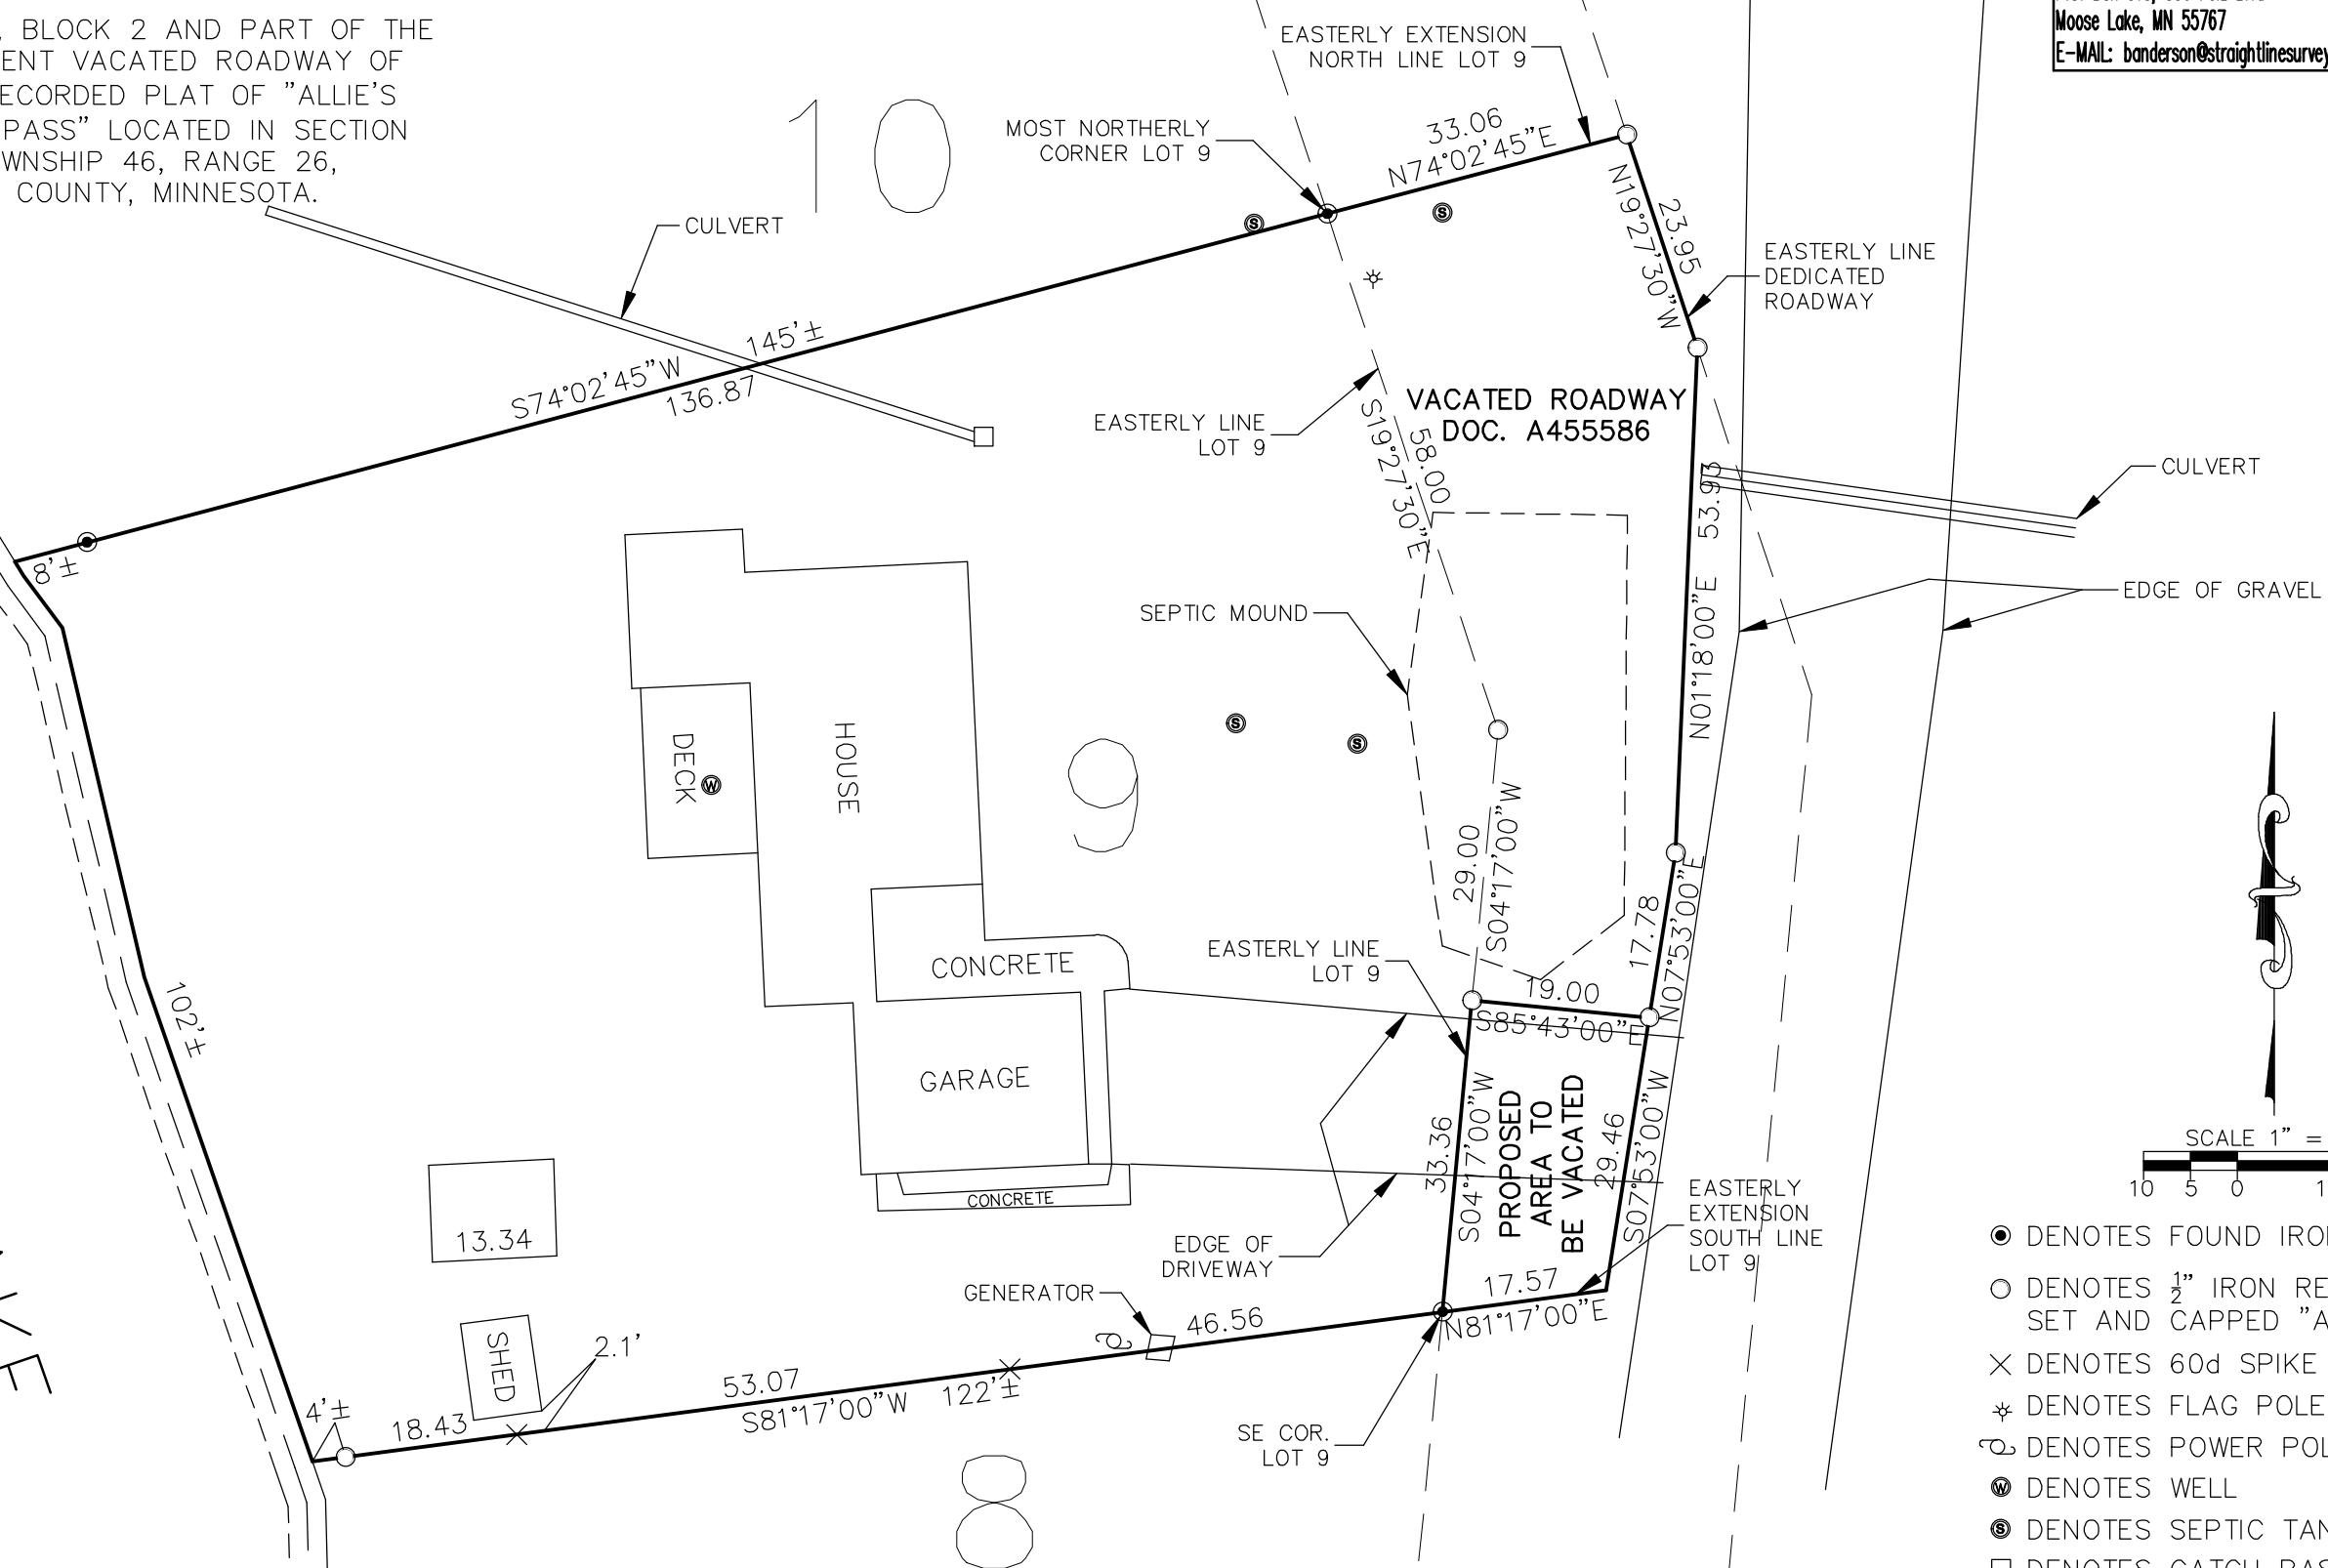 BLOCK 2 AND PART OF THE
ENT VACATED ROADWAY OF
ECORDED PLAT OF "ALLIE'S
PASS" LOCATED IN SECTION
WNSHIP 46, RANGE 26,
COUNTY, MINNESOTA.
Moose Lake, MN 55767
E-MAIL: banderson@straightlinesurvey
10
EASTERLY EXTENSION
NORTH LINE LOT 9
MOST NORTHERLY
CORNER LOT 9
33.06
N74°02'45"E
CULVERT
N19°27'30"W
23.95
EASTERLY LINE
DEDICATED
ROADWAY
145'±
S74°02'45"W
136.87
VACATED ROADWAY
DOC. A455586
EASTERLY LINE
LOT 9
S19°27'30"E
58.00
53.93
N01°18'00"E
CULVERT
8'±
EDGE OF GRAVEL
SEPTIC MOUND
DECK
W
HOUSE
9
S
S
S
S
29.00
S04°17'00"W
17.78
N07°53'00"E
EASTERLY LINE
LOT 9
CONCRETE
19.00
S85°43'00"E
102'±
GARAGE
PROPOSED
AREA TO
BE VACATED
33.36
S04°17'00"W
29.46
S07°53'00"W
CONCRETE
EASTERLY
EXTENSION
SOUTH LINE
LOT 9
13.34
EDGE OF
DRIVEWAY
GENERATOR
17.57
N81°17'00"E
46.56
SHED
2.1'
53.07
S81°17'00"W
122'±
4'±
18.43
SE COR.
LOT 9
8
KE
SCALE 1" =
10 5 0 1
DENOTES FOUND IRO
DENOTES ½" IRON RE
SET AND CAPPED "A
DENOTES 60d SPIKE
DENOTES FLAG POLE
DENOTES POWER POL
W DENOTES WELL
S DENOTES SEPTIC TAN
DENOTES CATCH BAS